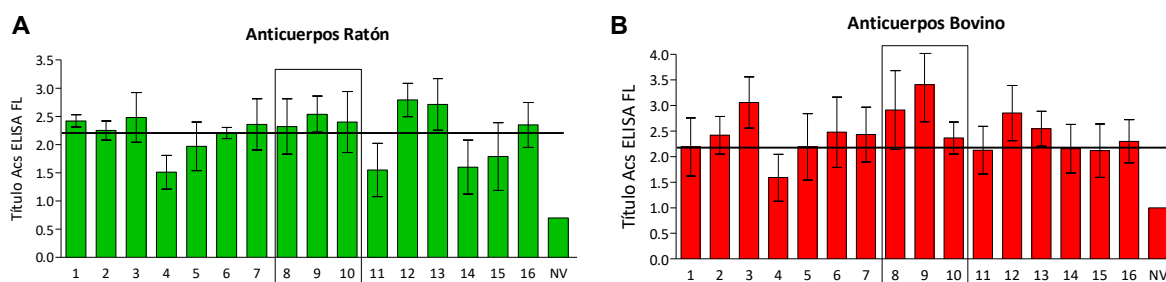 A
Anticuerpos Ratón
Título Acs ELISA FL
3.5
3.0
2.5
2.0
1.5
1.0
0.5
0.0
1 2 3 4 5 6 7 8 9 10 11 12 13 14 15 16 NV
B
Anticuerpos Bovino
Título Acs ELISA FL
4.0
3.5
3.0
2.5
2.0
1.5
1.0
0.5
0.0
1 2 3 4 5 6 7 8 9 10 11 12 13 14 15 16 NV